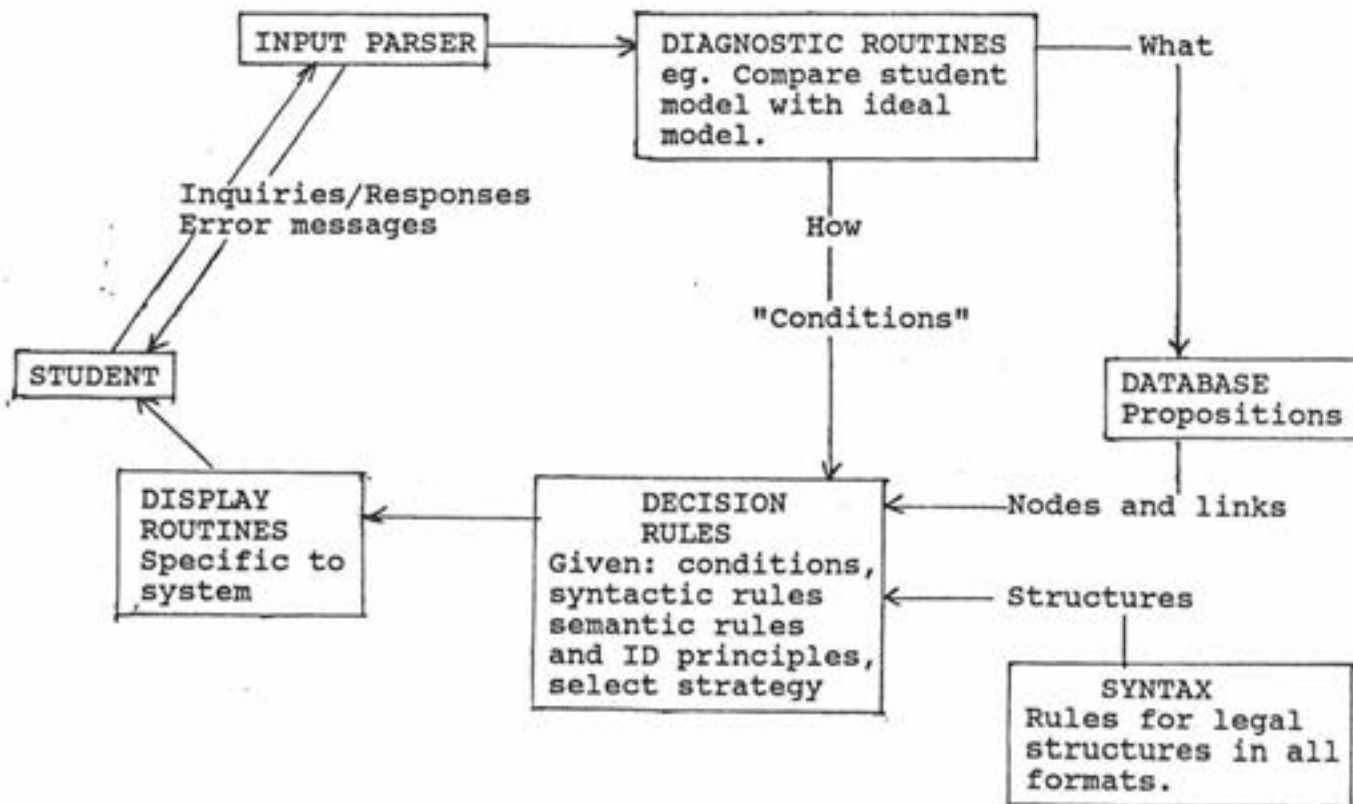 INPUT PARSER
DIAGNOSTIC ROUTINES
eg. Compare student
model with ideal
model.
What
Inquiries/Responses
Error messages
How
"Conditions"
STUDENT
DATABASE
Propositions
DISPLAY
ROUTINES
Specific to
system
DECISION
RULES
Given: conditions,
syntactic rules
semantic rules
and ID principles,
select strategy
Nodes and links
Structures
SYNTAX
Rules for legal
structures in all
formats.